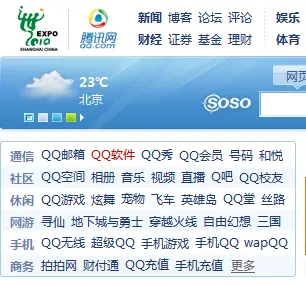 EXPO
2010
SHANGHAI CHINA
腾讯网
QQ.com
新闻 博客 论坛 评论 娱乐
财经 证券 基金 理财 体育
23℃
北京
网页
SOSO
通信 QQ邮箱 QQ软件 QQ秀 QQ会员 号码 和悦
社区 QQ空间 相册 音乐 视频 直播 Q吧 QQ校友
休闲 QQ游戏 炫舞 宠物 飞车 英雄岛 QQ堂 丝路
网游 寻仙 地下城与勇士 穿越火线 自由幻想 三国
手机 QQ无线 超级QQ 手机游戏 手机QQ wapQQ
商务 拍拍网 财付通 QQ充值 手机充值 更多